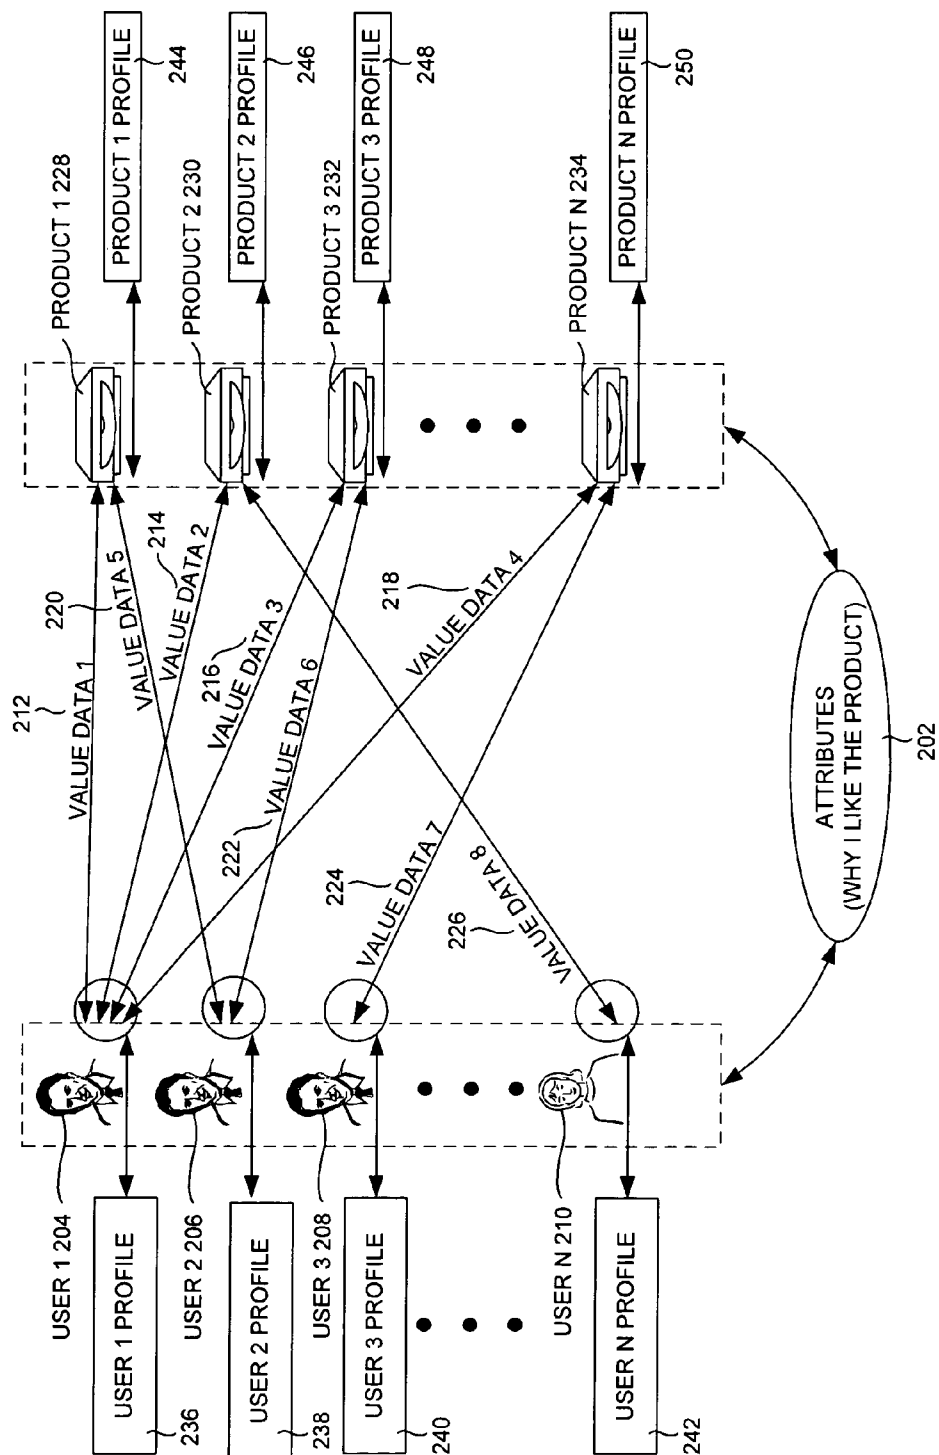 USER 1 PROFILE
236
USER 1 204
USER 2 PROFILE
238
USER 2 206
USER 3 PROFILE
240
USER 3 208
USER N PROFILE
242
USER N 210
212
VALUE DATA 1
220
VALUE DATA 5
214
VALUE DATA 2
216
VALUE DATA 3
222
VALUE DATA 6
218
VALUE DATA 4
224
VALUE DATA 7
226
VALUE DATA 8
PRODUCT 1 228
PRODUCT 1 PROFILE
244
PRODUCT 2 230
PRODUCT 2 PROFILE
246
PRODUCT 3 232
PRODUCT 3 PROFILE
248
PRODUCT N 234
PRODUCT N PROFILE
250
ATTRIBUTES
(WHY I LIKE THE PRODUCT)
202